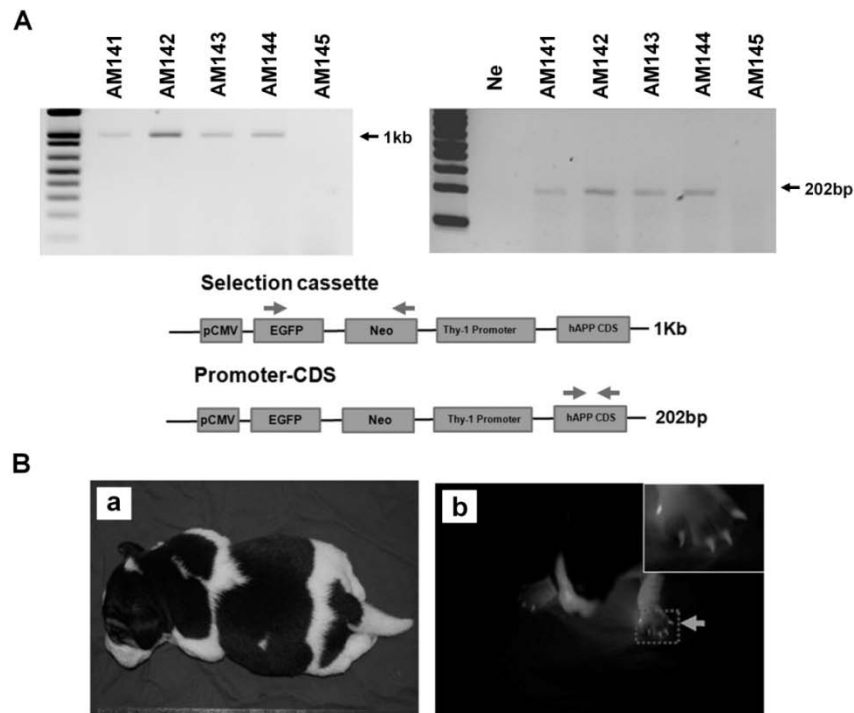 A
AM141 AM142 AM143 AM144 AM145
1kb
Ne AM141 AM142 AM143 AM144 AM145
202bp
Selection cassette
pCMV EGFP Neo Thy-1 Promoter hAPP CDS 1Kb
Promoter-CDS
pCMV EGFP Neo Thy-1 Promoter hAPP CDS 202bp
B
a
b